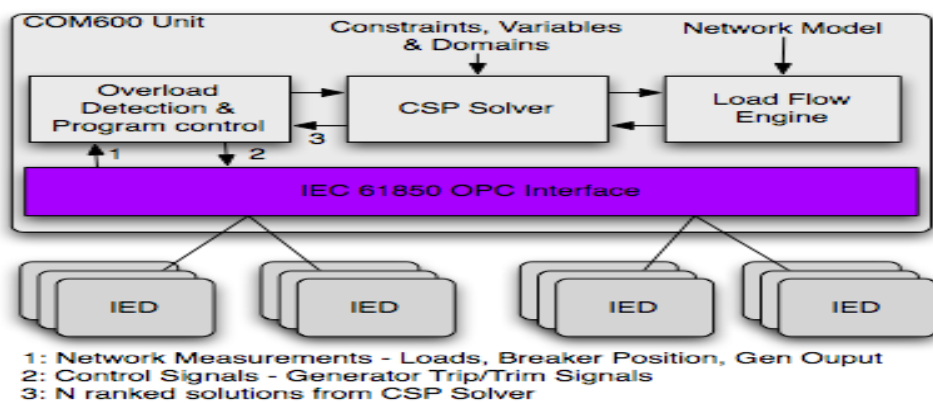 COM600 Unit
Constraints, Variables
& Domains
Network Model
Overload
Detection &
Program control
CSP Solver
Load Flow
Engine
3
1
2
IEC 61850 OPC Interface
IED
IED
IED
IED
1: Network Measurements - Loads, Breaker Position, Gen Ouput
2: Control Signals - Generator Trip/Trim Signals
3: N ranked solutions from CSP Solver